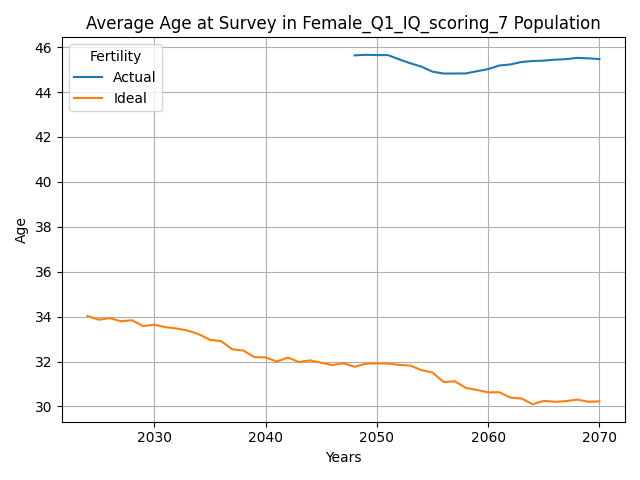 Average Age at Survey in Female_Q1_IQ_scoring_7 Population
Fertility
Actual
Ideal
46
44
42
40
38
36
34
32
30
Age
2030
2040
2050
2060
2070
Years